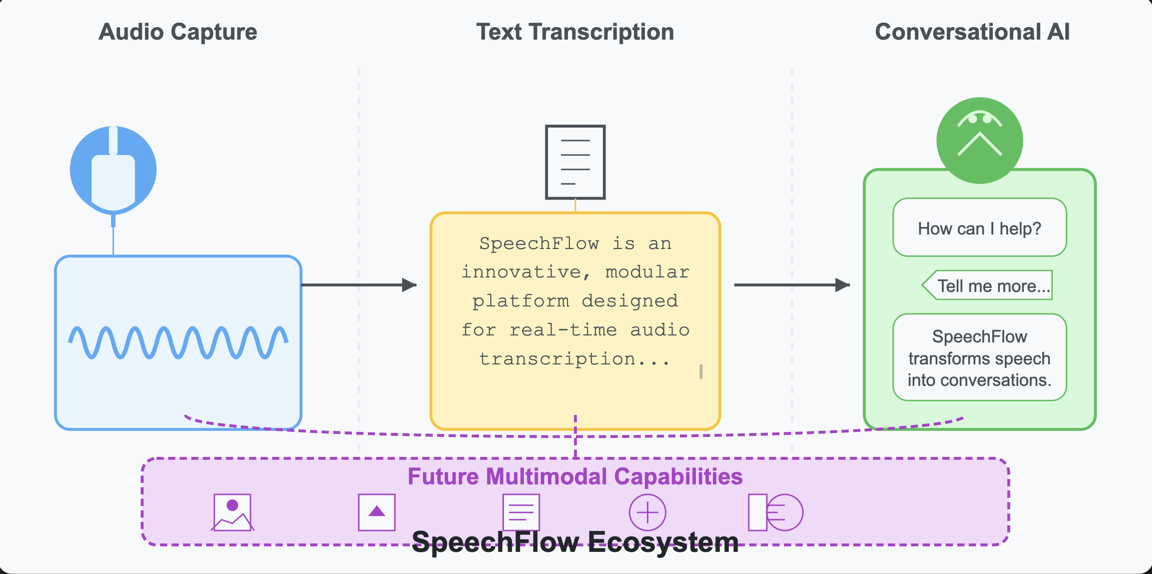 Audio Capture
Text Transcription
Conversational AI
SpeechFlow is an
innovative, modular
platform designed
for real-time audio
transcription...
How can I help?
Tell me more...
SpeechFlow
transforms speech
into conversations.
Future Multimodal Capabilities
SpeechFlow Ecosystem